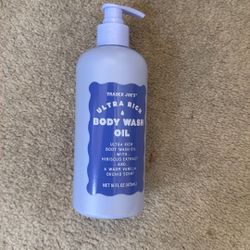 TRADER JOE'S
ULTRA RICH
BODY WASH
OIL
ULTRA RICH
BODY WASH OIL
WITH
HIBISCUS EXTRACT
AND
A WARM VANILLA
ORCHID SCENT
NET 16 FL OZ (473mL)